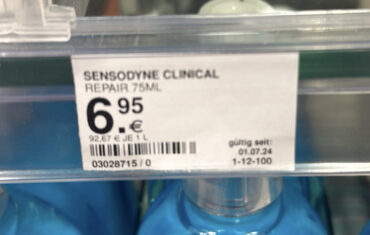 SENSODYNE CLINICAL
REPAIR 75ML
6.95 €
92,67 € JE 1 L
gültig seit:
03028715 / 0
01.07.24
1-12-100